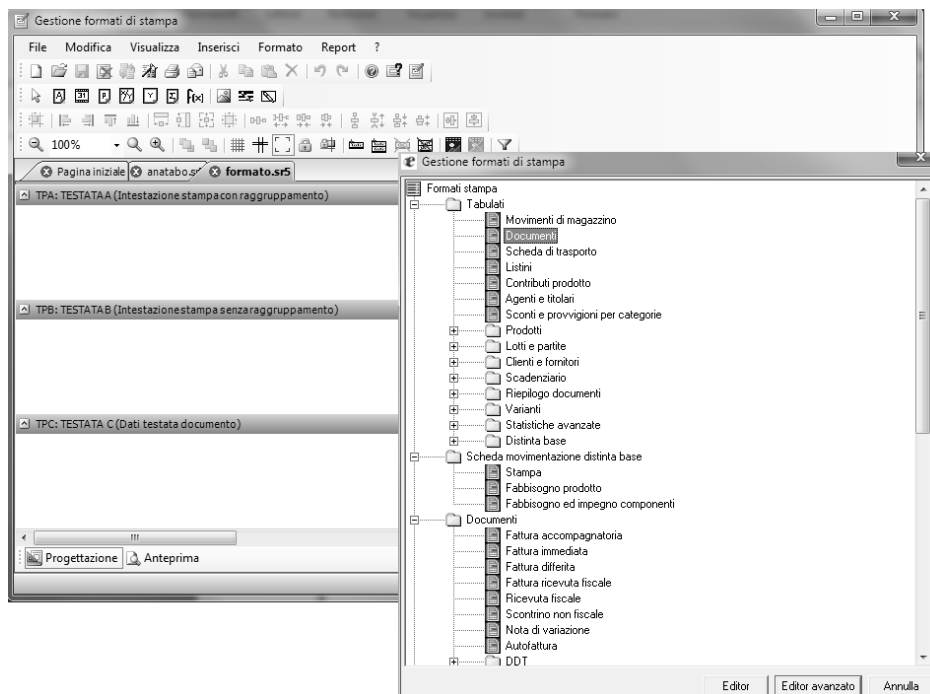 Gestione formati di stampa
File Modifica Visualizza Inserisci Formato Report ?
100%
Pagina iniziale anatabo.sr formato.sr5
TPA: TESTATA A (Intestazione stampa con raggruppamento)
TPB: TESTATA B (Intestazione stampa senza raggruppamento)
TPC: TESTATA C (Dati testata documento)
Progettazione Anteprima
Gestione formati di stampa
Formati stampa
Tabulati
Movimenti di magazzino
Documenti
Scheda di trasporto
Listini
Contributi prodotto
Agenti e titolari
Sconti e provvigioni per categorie
Prodotti
Lotti e partite
Clienti e fornitori
Scadenziario
Riepilogo documenti
Varianti
Statistiche avanzate
Distinta base
Scheda movimentazione distinta base
Stampa
Fabbisogno prodotto
Fabbisogno ed impegno componenti
Documenti
Fattura accompagnatoria
Fattura immediata
Fattura differita
Fattura ricevuta fiscale
Ricevuta fiscale
Scontrino non fiscale
Nota di variazione
Autofattura
DDT
Editor Editor avanzato Annulla